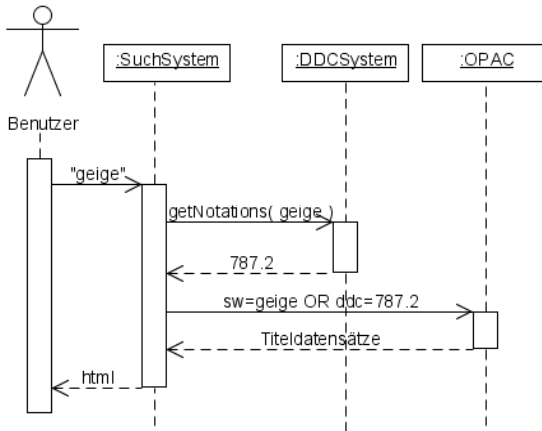 :SuchSystem
:DDCSystem
:OPAC
Benutzer
"geige"
getNotations( geige )
787.2
sw=geige OR ddc=787.2
Titeldatensätze
html